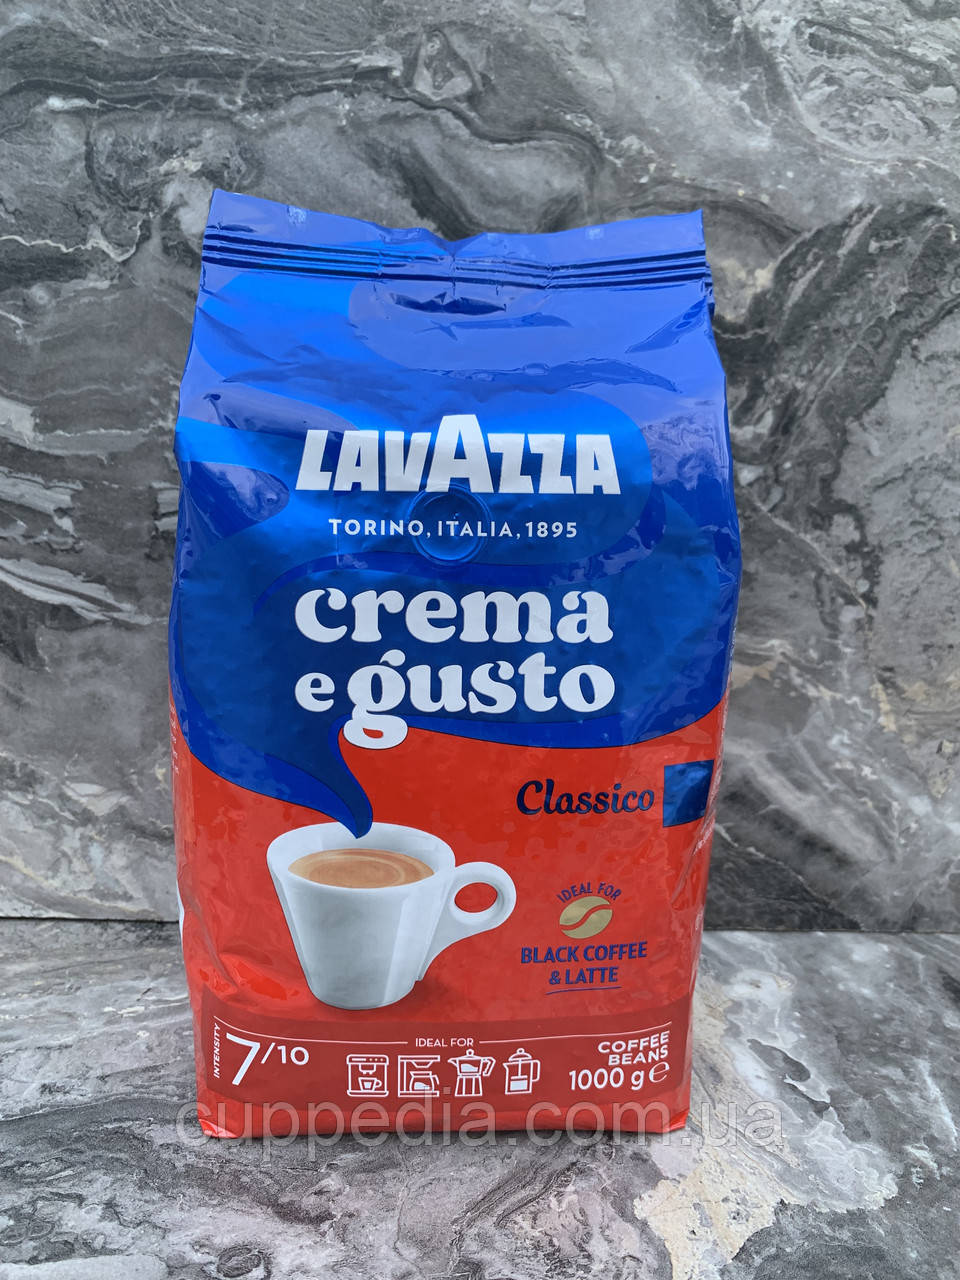 LAVAZZA
TORINO, ITALIA, 1895
crema
e gusto
Classico
IDEAL FOR
BLACK COFFEE
& LATTE
INTENSITY
7/10
IDEAL FOR
COFFEE
BEANS
1000 g e
cuppedia.com.ua